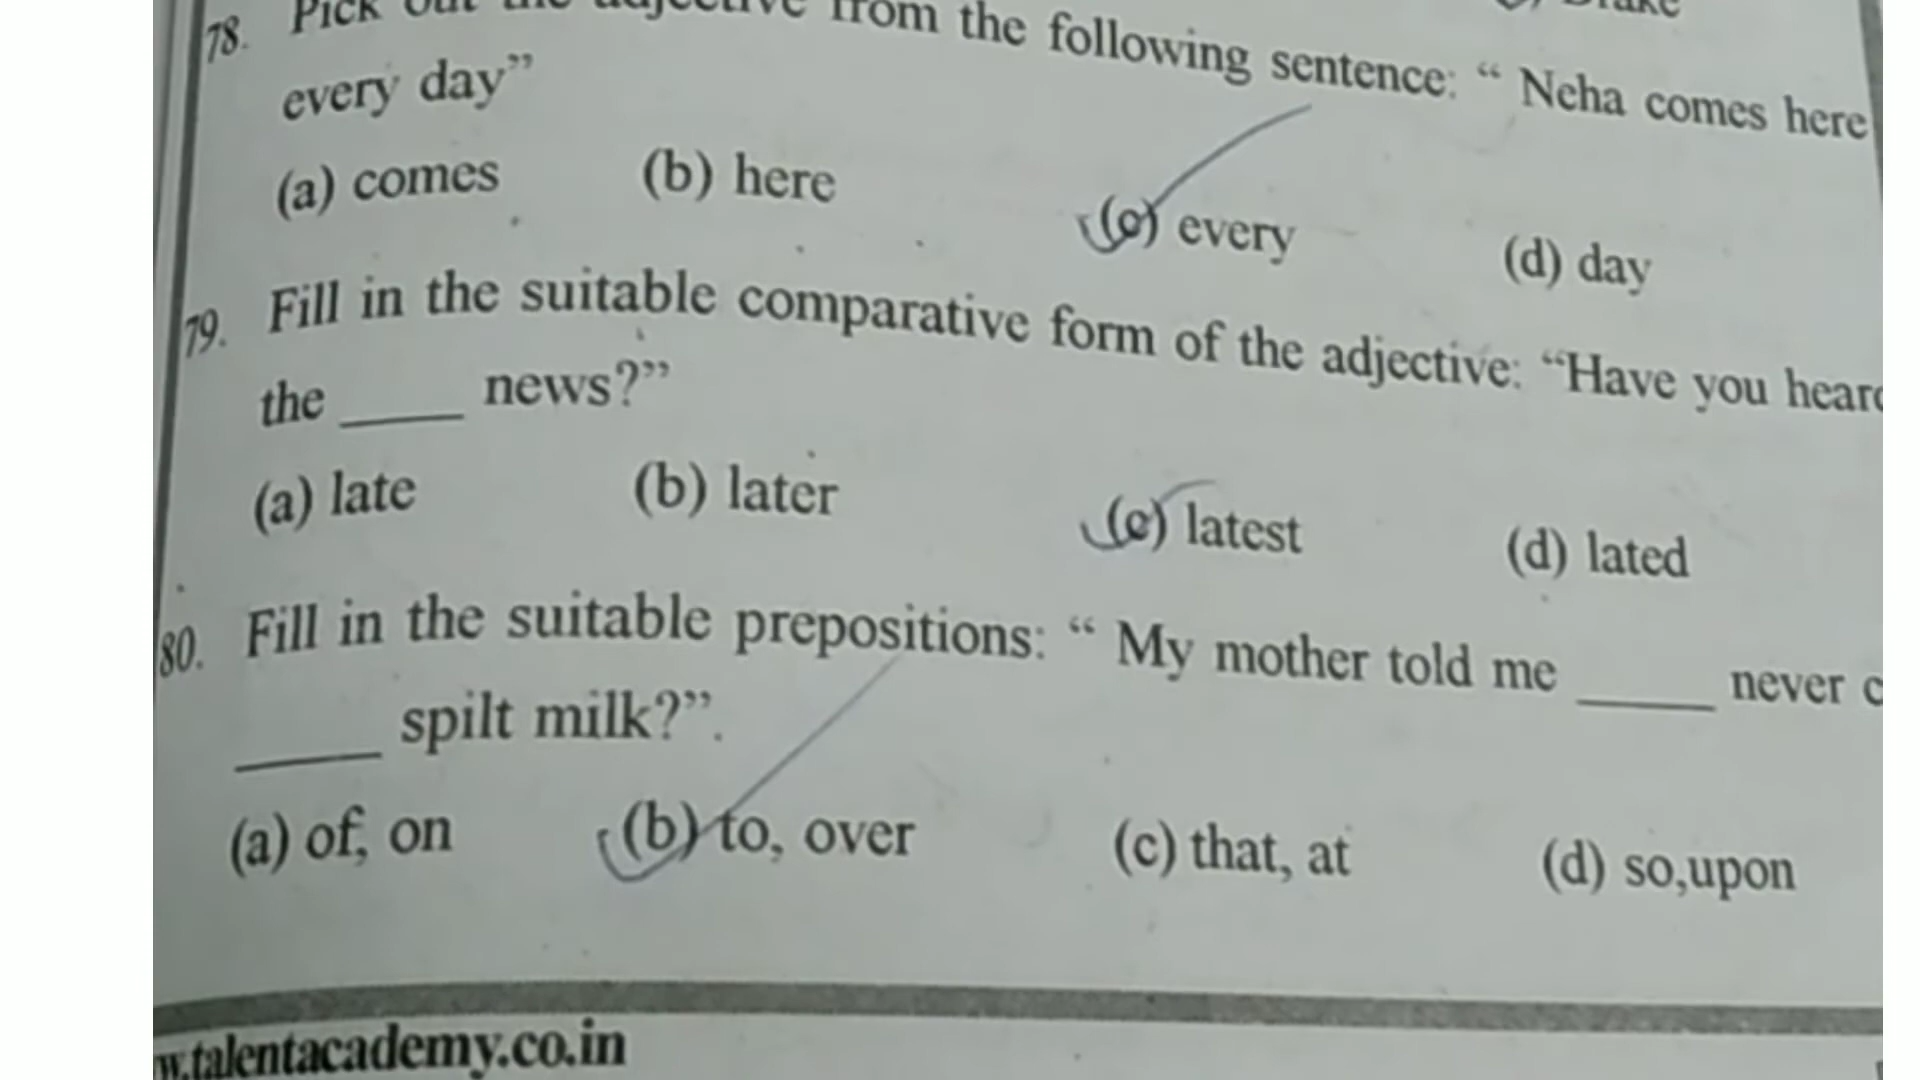 78. Pick out the adjective from the following sentence: “ Neha comes here
every day”
(a) comes (b) here (c) every (d) day
79. Fill in the suitable comparative form of the adjective: “Have you heard
the ____ news?”
(a) late (b) later (c) latest (d) lated
80. Fill in the suitable prepositions: “ My mother told me ____ never
____ spilt milk?”.
(a) of, on (b) to, over (c) that, at (d) so,upon
w.talentacademy.co.in